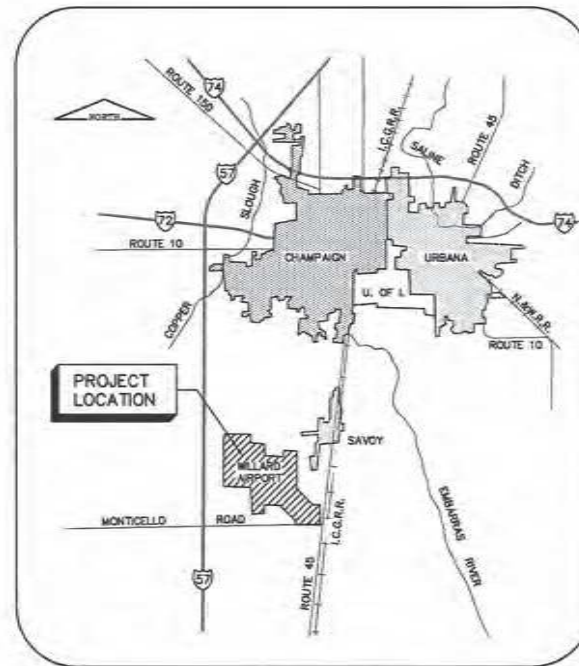 74
ROUTE 150
I.C.G.R.R.
ROUTE 45
NORTH
57
SLOUGH
SALINE
DITCH
72
74
ROUTE 10
CHAMPAIGN
URBANA
U. OF I.
N.&W.R.R.
COPPER
ROUTE 10
PROJECT
LOCATION
SAVOY
WILLARD
AIRPORT
EMBARRAS
RIVER
MONTICELLO ROAD
I.C.G.R.R.
ROUTE 45
57